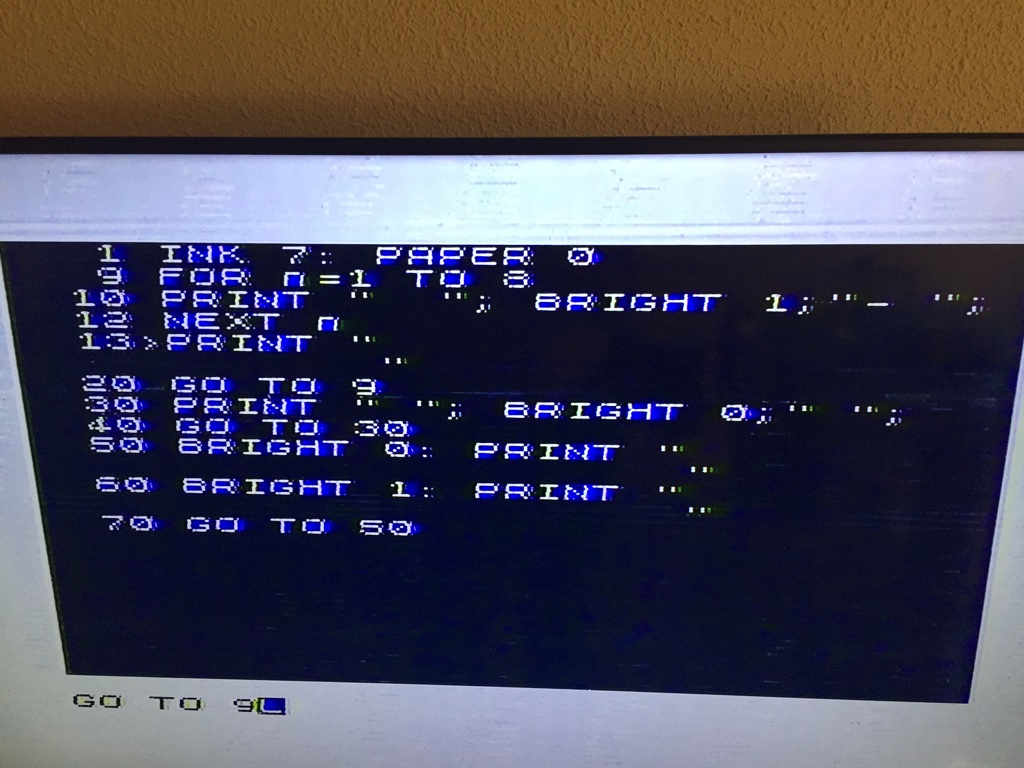 1 INK 7: PAPER 0
9 FOR n=1 TO 8
10 PRINT " "; BRIGHT 1;"- ";
12 NEXT n
13>PRINT "
"
20 GO TO 9
30 PRINT " "; BRIGHT 0;" ";
40 GO TO 30
50 BRIGHT 0: PRINT "
"
60 BRIGHT 1: PRINT "
"
70 GO TO 50
GO TO 9L